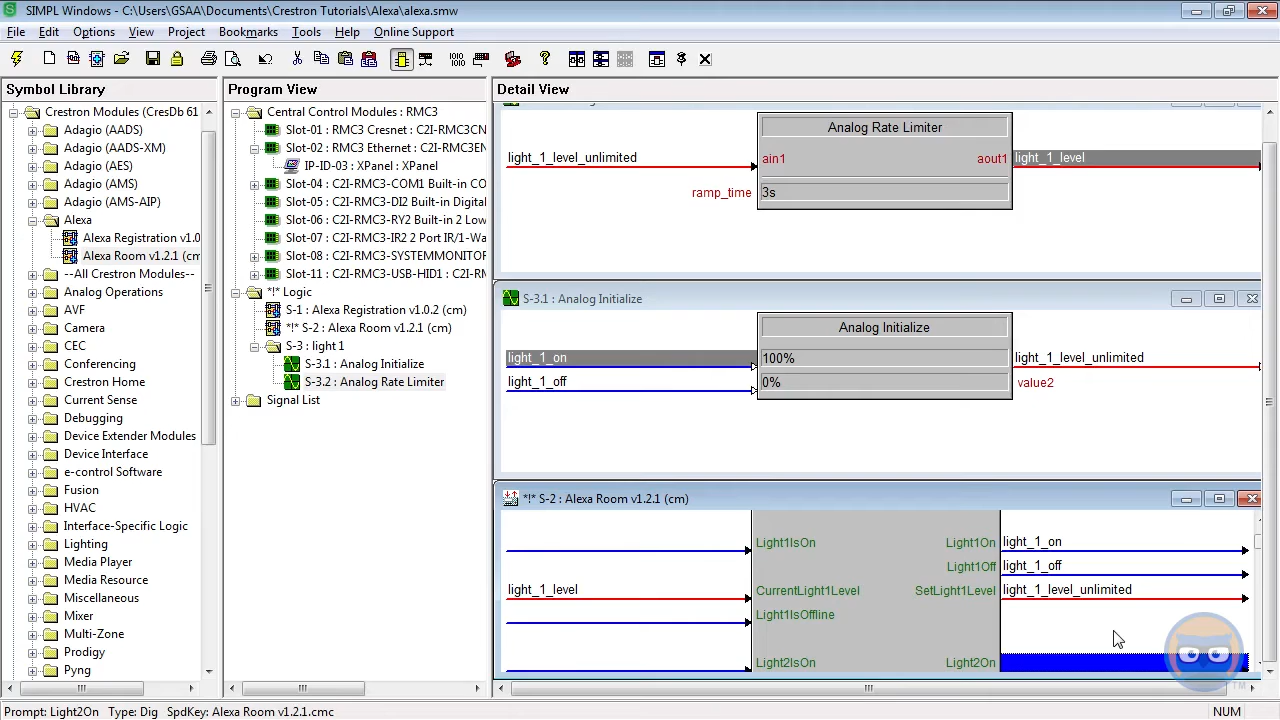 SIMPL Windows - C:\Users\GSAA\Documents\Crestron Tutorials\Alexa\alexa.smw
File Edit Options View Project Bookmarks Tools Help Online Support
Symbol Library
Crestron Modules (CresDb 61
Adagio (AADS)
Adagio (AADS-XM)
Adagio (AES)
Adagio (AMS)
Adagio (AMS-AIP)
Alexa
Alexa Registration v1.0
Alexa Room v1.2.1 (cm
--All Crestron Modules--
Analog Operations
AVF
Camera
CEC
Conferencing
Crestron Home
Current Sense
Debugging
Device Extender Modules
Device Interface
e-control Software
Fusion
HVAC
Interface-Specific Logic
Lighting
Media Player
Media Resource
Miscellaneous
Mixer
Multi-Zone
Prodigy
Pyng
Program View
Central Control Modules : RMC3
Slot-01 : RMC3 Cresnet : C2I-RMC3CN
Slot-02 : RMC3 Ethernet : C2I-RMC3EN
IP-ID-03 : XPanel : XPanel
Slot-04 : C2I-RMC3-COM1 Built-in CO
Slot-05 : C2I-RMC3-DI2 Built-in Digital
Slot-06 : C2I-RMC3-RY2 Built-in 2 Low
Slot-07 : C2I-RMC3-IR2 2 Port IR/1-Wa
Slot-08 : C2I-RMC3-SYSTEMMONITOR
Slot-11 : C2I-RMC3-USB-HID1 : C2I-RM
*!* Logic
S-1 : Alexa Registration v1.0.2 (cm)
*!* S-2 : Alexa Room v1.2.1 (cm)
S-3 : light 1
S-3.1 : Analog Initialize
S-3.2 : Analog Rate Limiter
Signal List
Detail View
Analog Rate Limiter
light_1_level_unlimited ain1 aout1 light_1_level
ramp_time 3s
S-3.1 : Analog Initialize
Analog Initialize
light_1_on 100% light_1_level_unlimited
light_1_off 0% value2
*!* S-2 : Alexa Room v1.2.1 (cm)
Light1IsOn Light1On light_1_on
Light1Off light_1_off
light_1_level CurrentLight1Level SetLight1Level light_1_level_unlimited
Light1IsOffline
Light2IsOn Light2On
TM
Prompt: Light2On Type: Dig SpdKey: Alexa Room v1.2.1.cmc
NUM